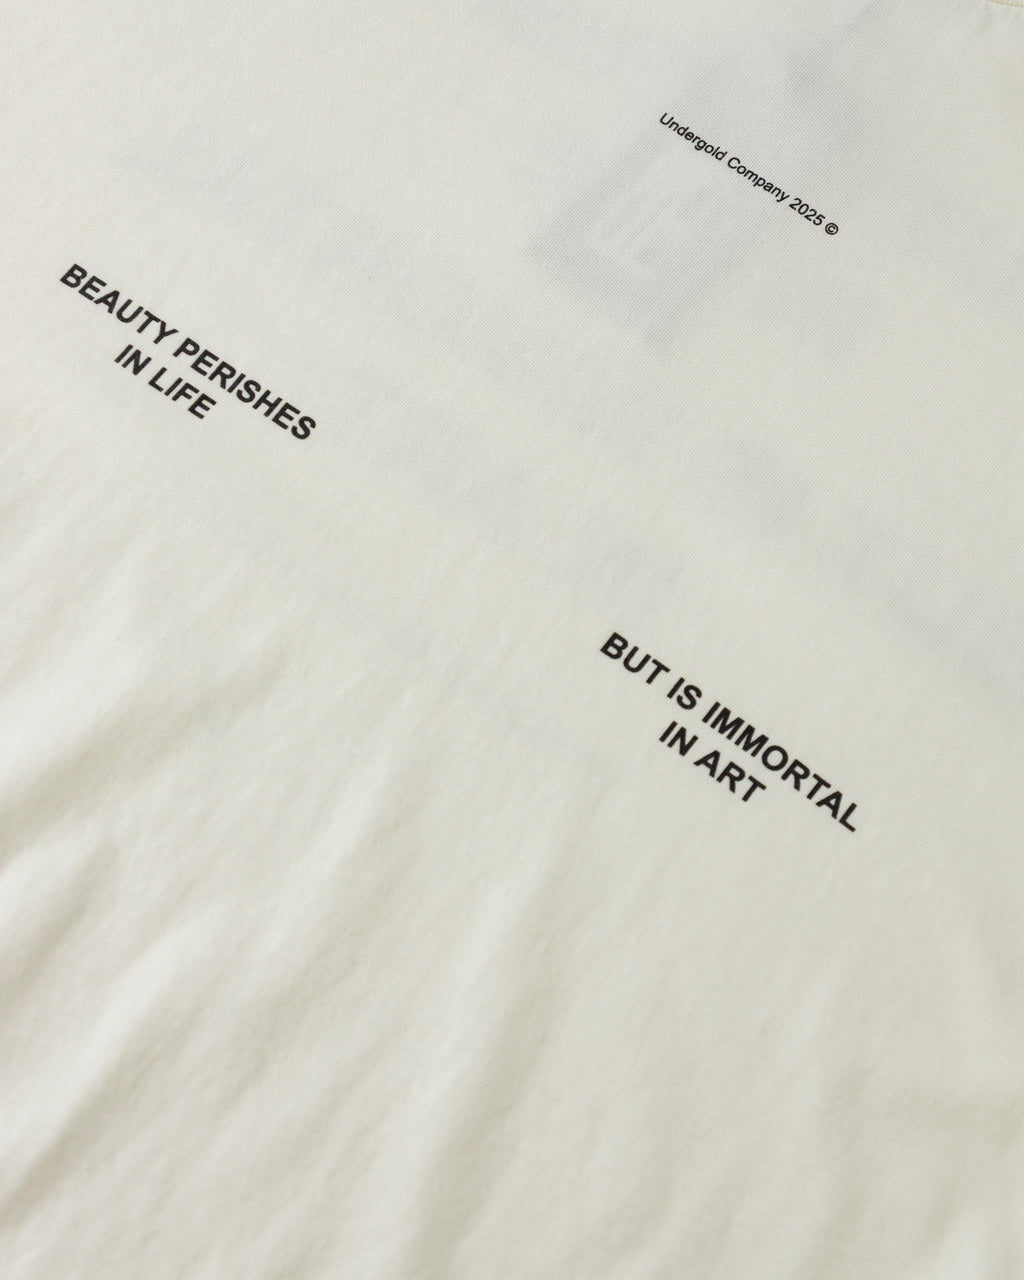 Undergold Company 2025 ©
BEAUTY PERISHES
IN LIFE
BUT IS IMMORTAL
IN ART